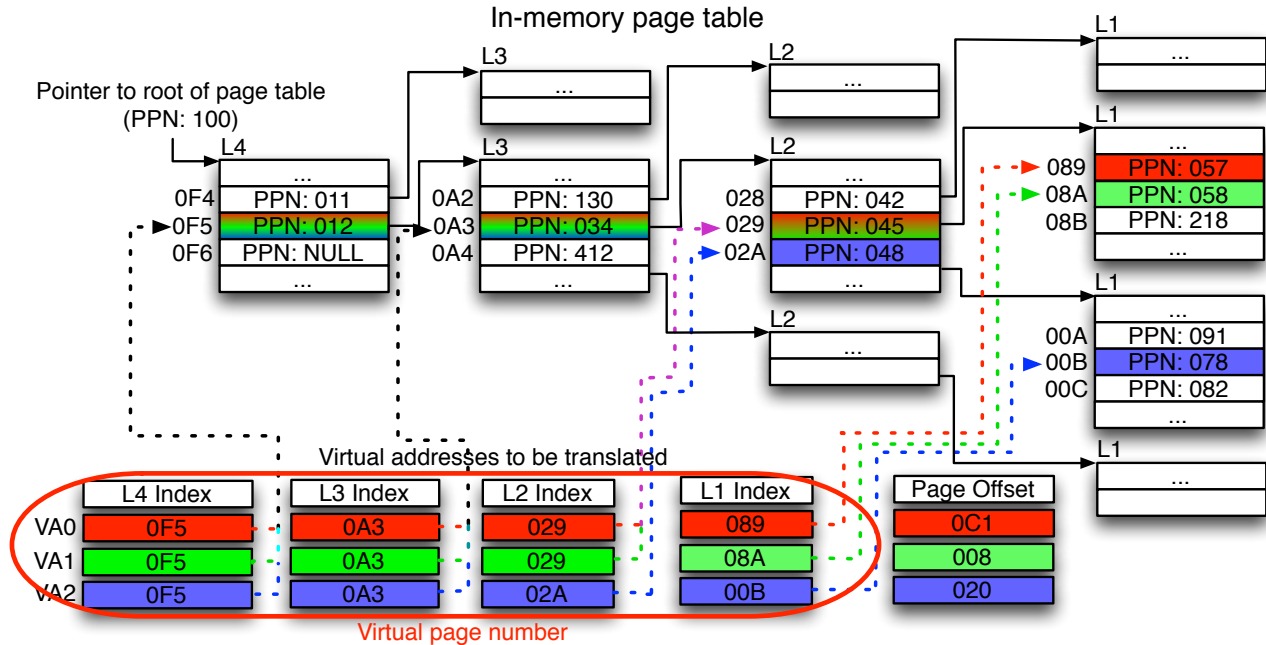 In-memory page table
Pointer to root of page table
(PPN: 100)
L4
...
0F4 PPN: 011
0F5 PPN: 012
0F6 PPN: NULL
...
L3
...
L3
...
0A2 PPN: 130
0A3 PPN: 034
0A4 PPN: 412
...
L2
...
L2
...
028 PPN: 042
029 PPN: 045
02A PPN: 048
...
L2
...
L1
...
L1
...
089 PPN: 057
08A PPN: 058
08B PPN: 218
...
L1
...
00A PPN: 091
00B PPN: 078
00C PPN: 082
...
L1
...
Virtual addresses to be translated
L4 Index L3 Index L2 Index L1 Index Page Offset
VA0 0F5 0A3 029 089 0C1
VA1 0F5 0A3 029 08A 008
VA2 0F5 0A3 02A 00B 020
Virtual page number